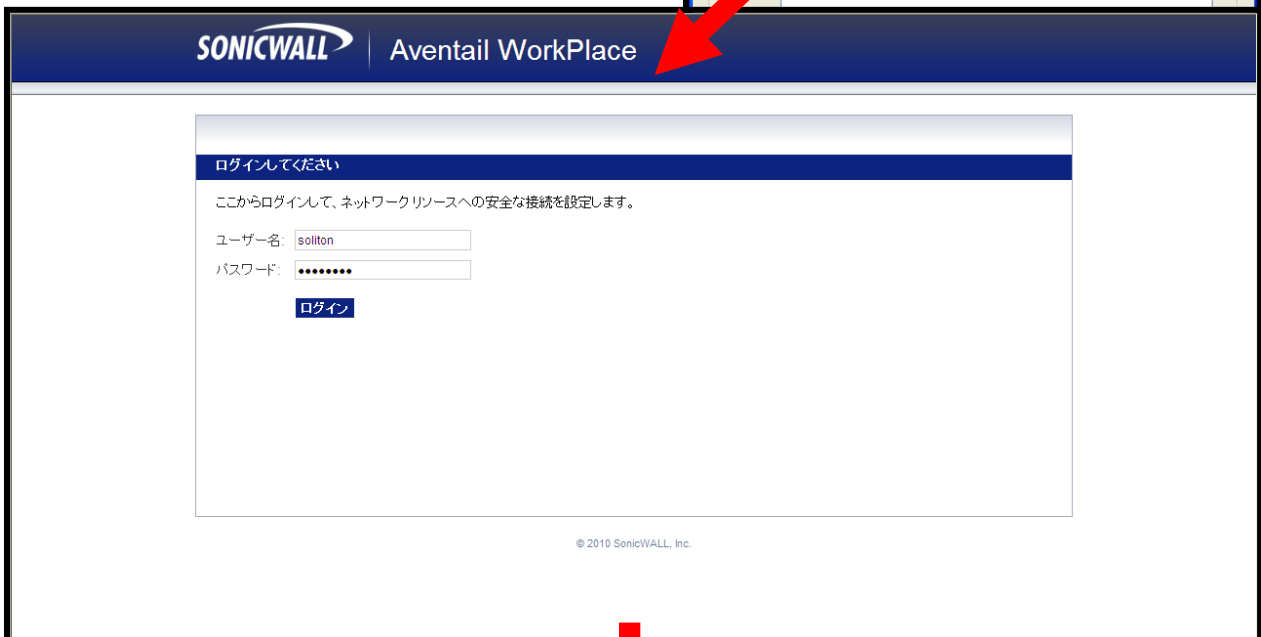 SONICWALL Aventail WorkPlace
ログインしてください
ここからログインして、ネットワークリソースへの安全な接続を設定します。
ユーザー名: soliton
パスワード: ••••••••
ログイン
© 2010 SonicWALL, Inc.